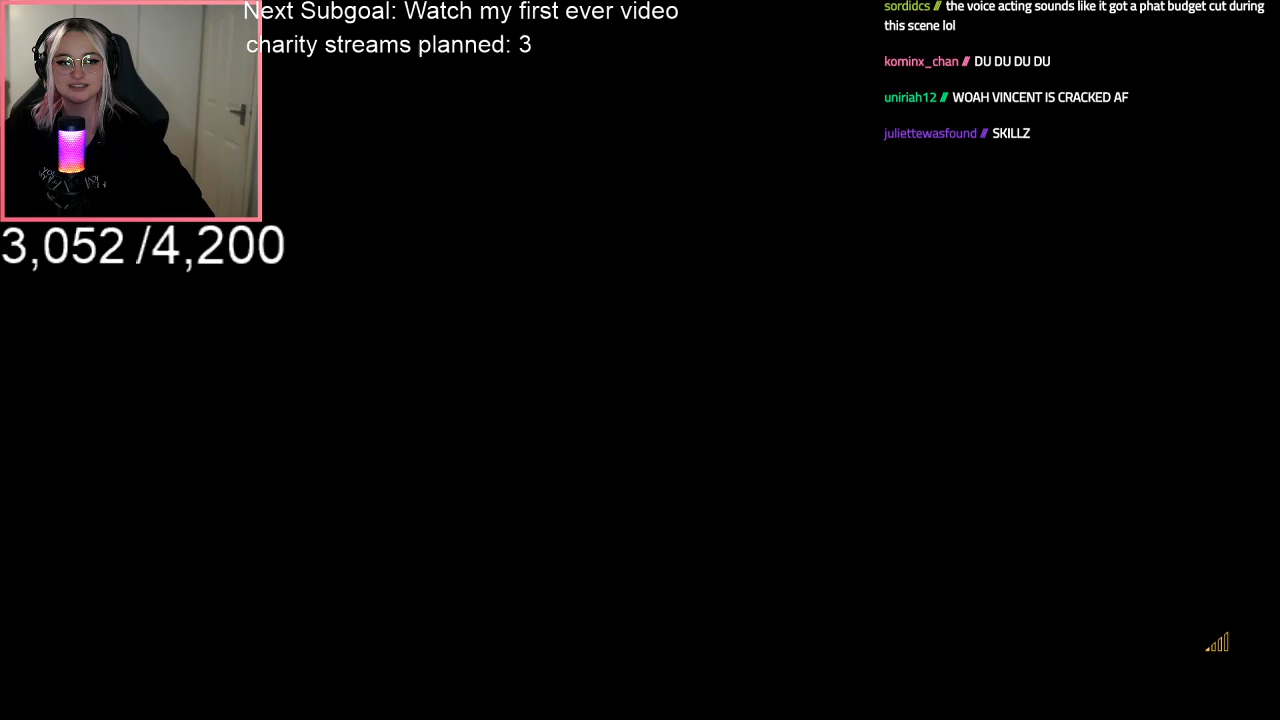 Next Subgoal: Watch my first ever video
charity streams planned: 3
3,052 /4,200
sordidcs // the voice acting sounds like it got a phat budget cut during
this scene lol
kominx_chan // DU DU DU DU
uniriah12 // WOAH VINCENT IS CRACKED AF
juliettewasfound // SKILLZ